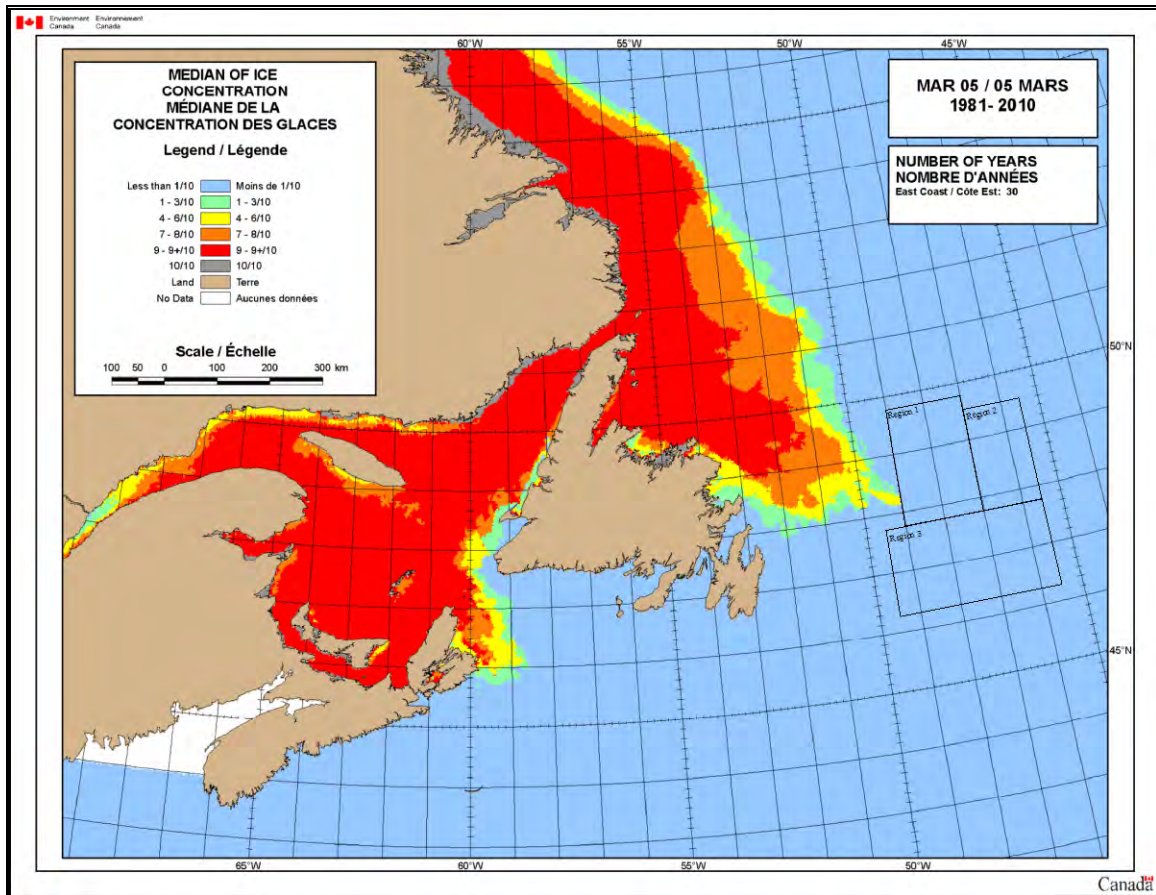 Environment Environnement
Canada Canada
60°W 55°W 50°W 45°W
MEDIAN OF ICE
CONCENTRATION
MÉDIANE DE LA
CONCENTRATION DES GLACES
Legend / Légende
Less than 1/10 Moins de 1/10
1 - 3/10 1 - 3/10
4 - 6/10 4 - 6/10
7 - 8/10 7 - 8/10
9 - 9+/10 9 - 9+/10
10/10 10/10
Land Terre
No Data Aucunes données
Scale / Échelle
100 50 0 100 200 300 km
MAR 05 / 05 MARS
1981- 2010
NUMBER OF YEARS
NOMBRE D'ANNÉES
East Coast / Côte Est: 30
50°N
Region 1
Region 2
Region 3
45°N
65°W 60°W 55°W 50°W
Canada